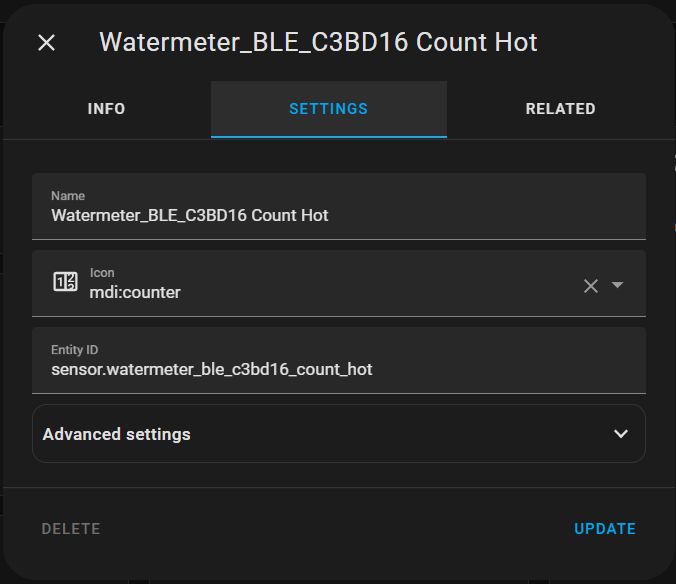 Watermeter_BLE_C3BD16 Count Hot
INFO
SETTINGS
RELATED
Name
Watermeter_BLE_C3BD16 Count Hot
Icon
mdi:counter
Entity ID
sensor.watermeter_ble_c3bd16_count_hot
Advanced settings
DELETE
UPDATE